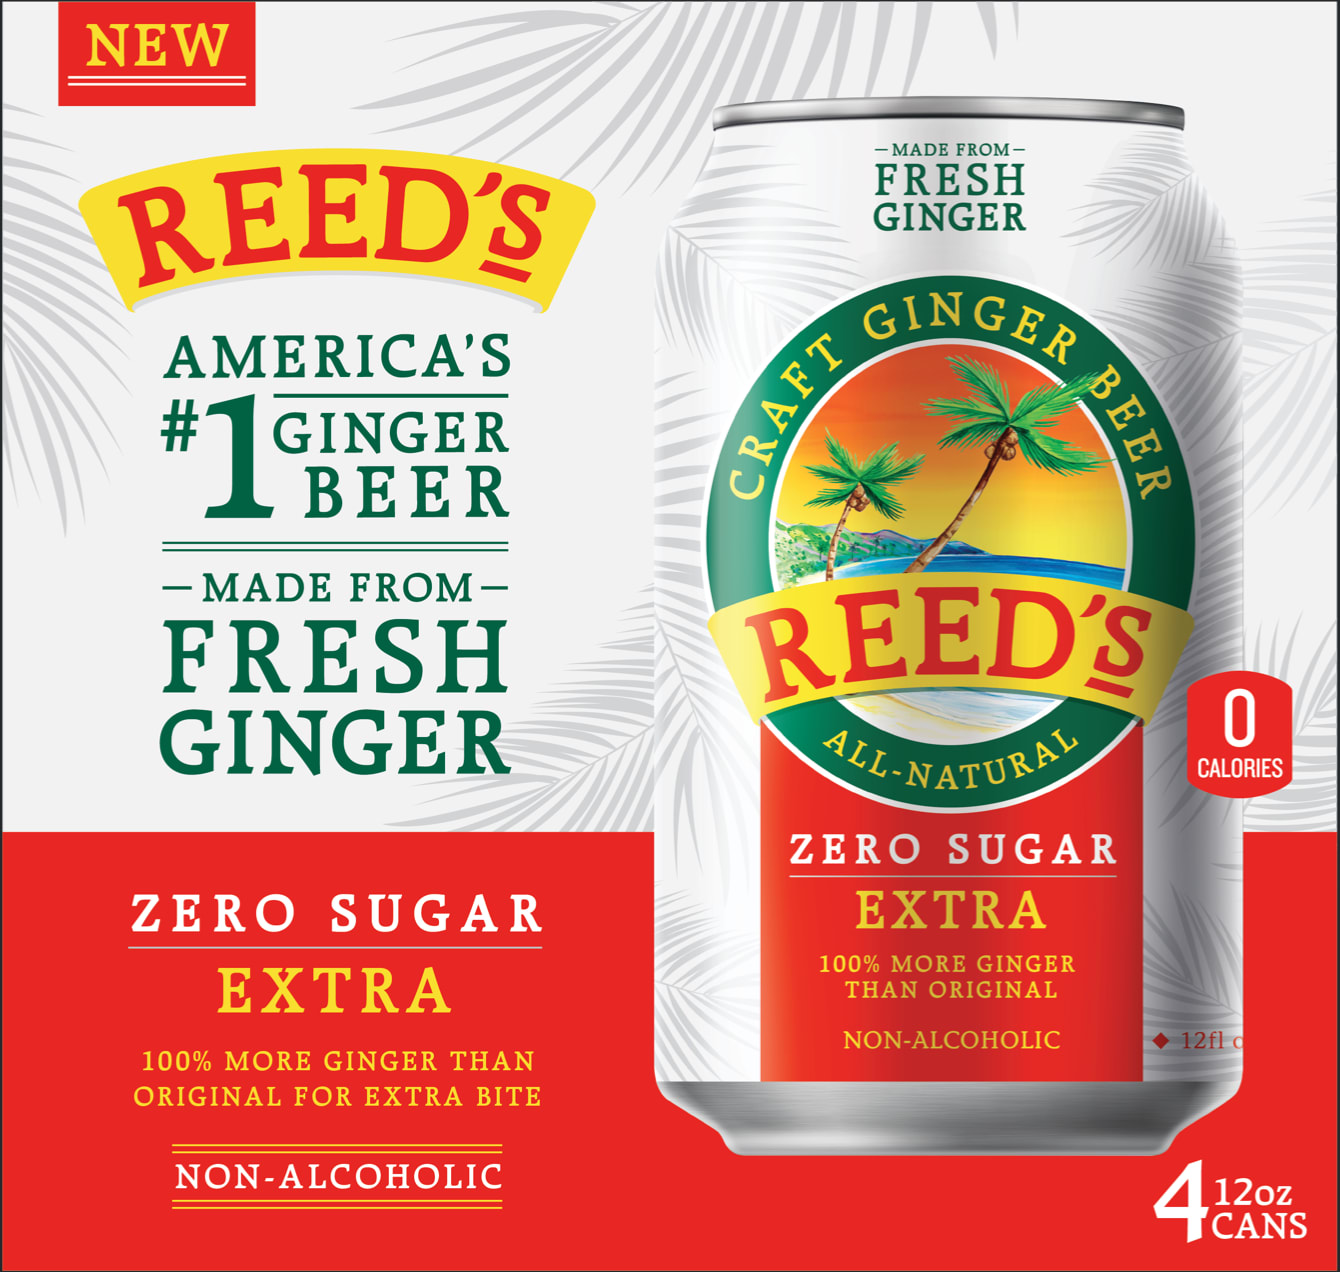 NEW
REED'S
AMERICA'S
#1 GINGER
BEER
—MADE FROM—
FRESH
GINGER
ZERO SUGAR
EXTRA
100% MORE GINGER THAN
ORIGINAL FOR EXTRA BITE
NON-ALCOHOLIC
—MADE FROM—
FRESH
GINGER
CRAFT GINGER BEER
REED'S
ALL-NATURAL
ZERO SUGAR
EXTRA
100% MORE GINGER
THAN ORIGINAL
NON-ALCOHOLIC
◆ 12fl
0
CALORIES
4 12oz
CANS